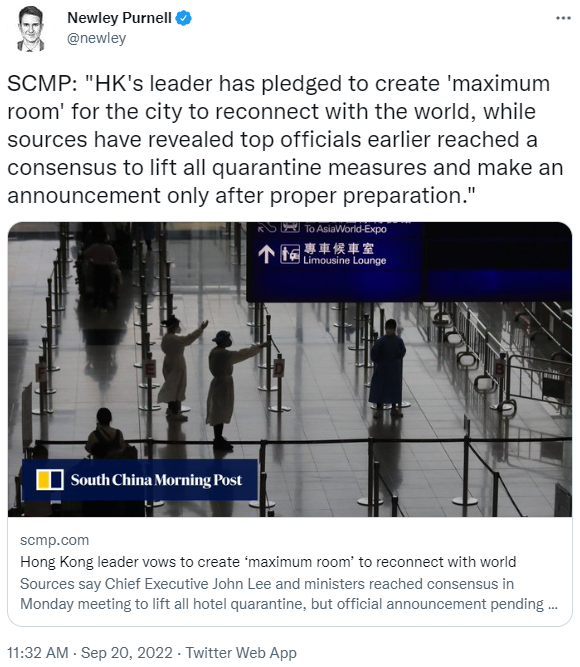 Newley Purnell
@newley
SCMP: "HK's leader has pledged to create 'maximum
room' for the city to reconnect with the world, while
sources have revealed top officials earlier reached a
consensus to lift all quarantine measures and make an
announcement only after proper preparation."
To AsiaWorld-Expo
專車候車室
Limousine Lounge
E
D
B
South China Morning Post
scmp.com
Hong Kong leader vows to create ‘maximum room’ to reconnect with world
Sources say Chief Executive John Lee and ministers reached consensus in
Monday meeting to lift all hotel quarantine, but official announcement pending ...
11:32 AM · Sep 20, 2022 · Twitter Web App